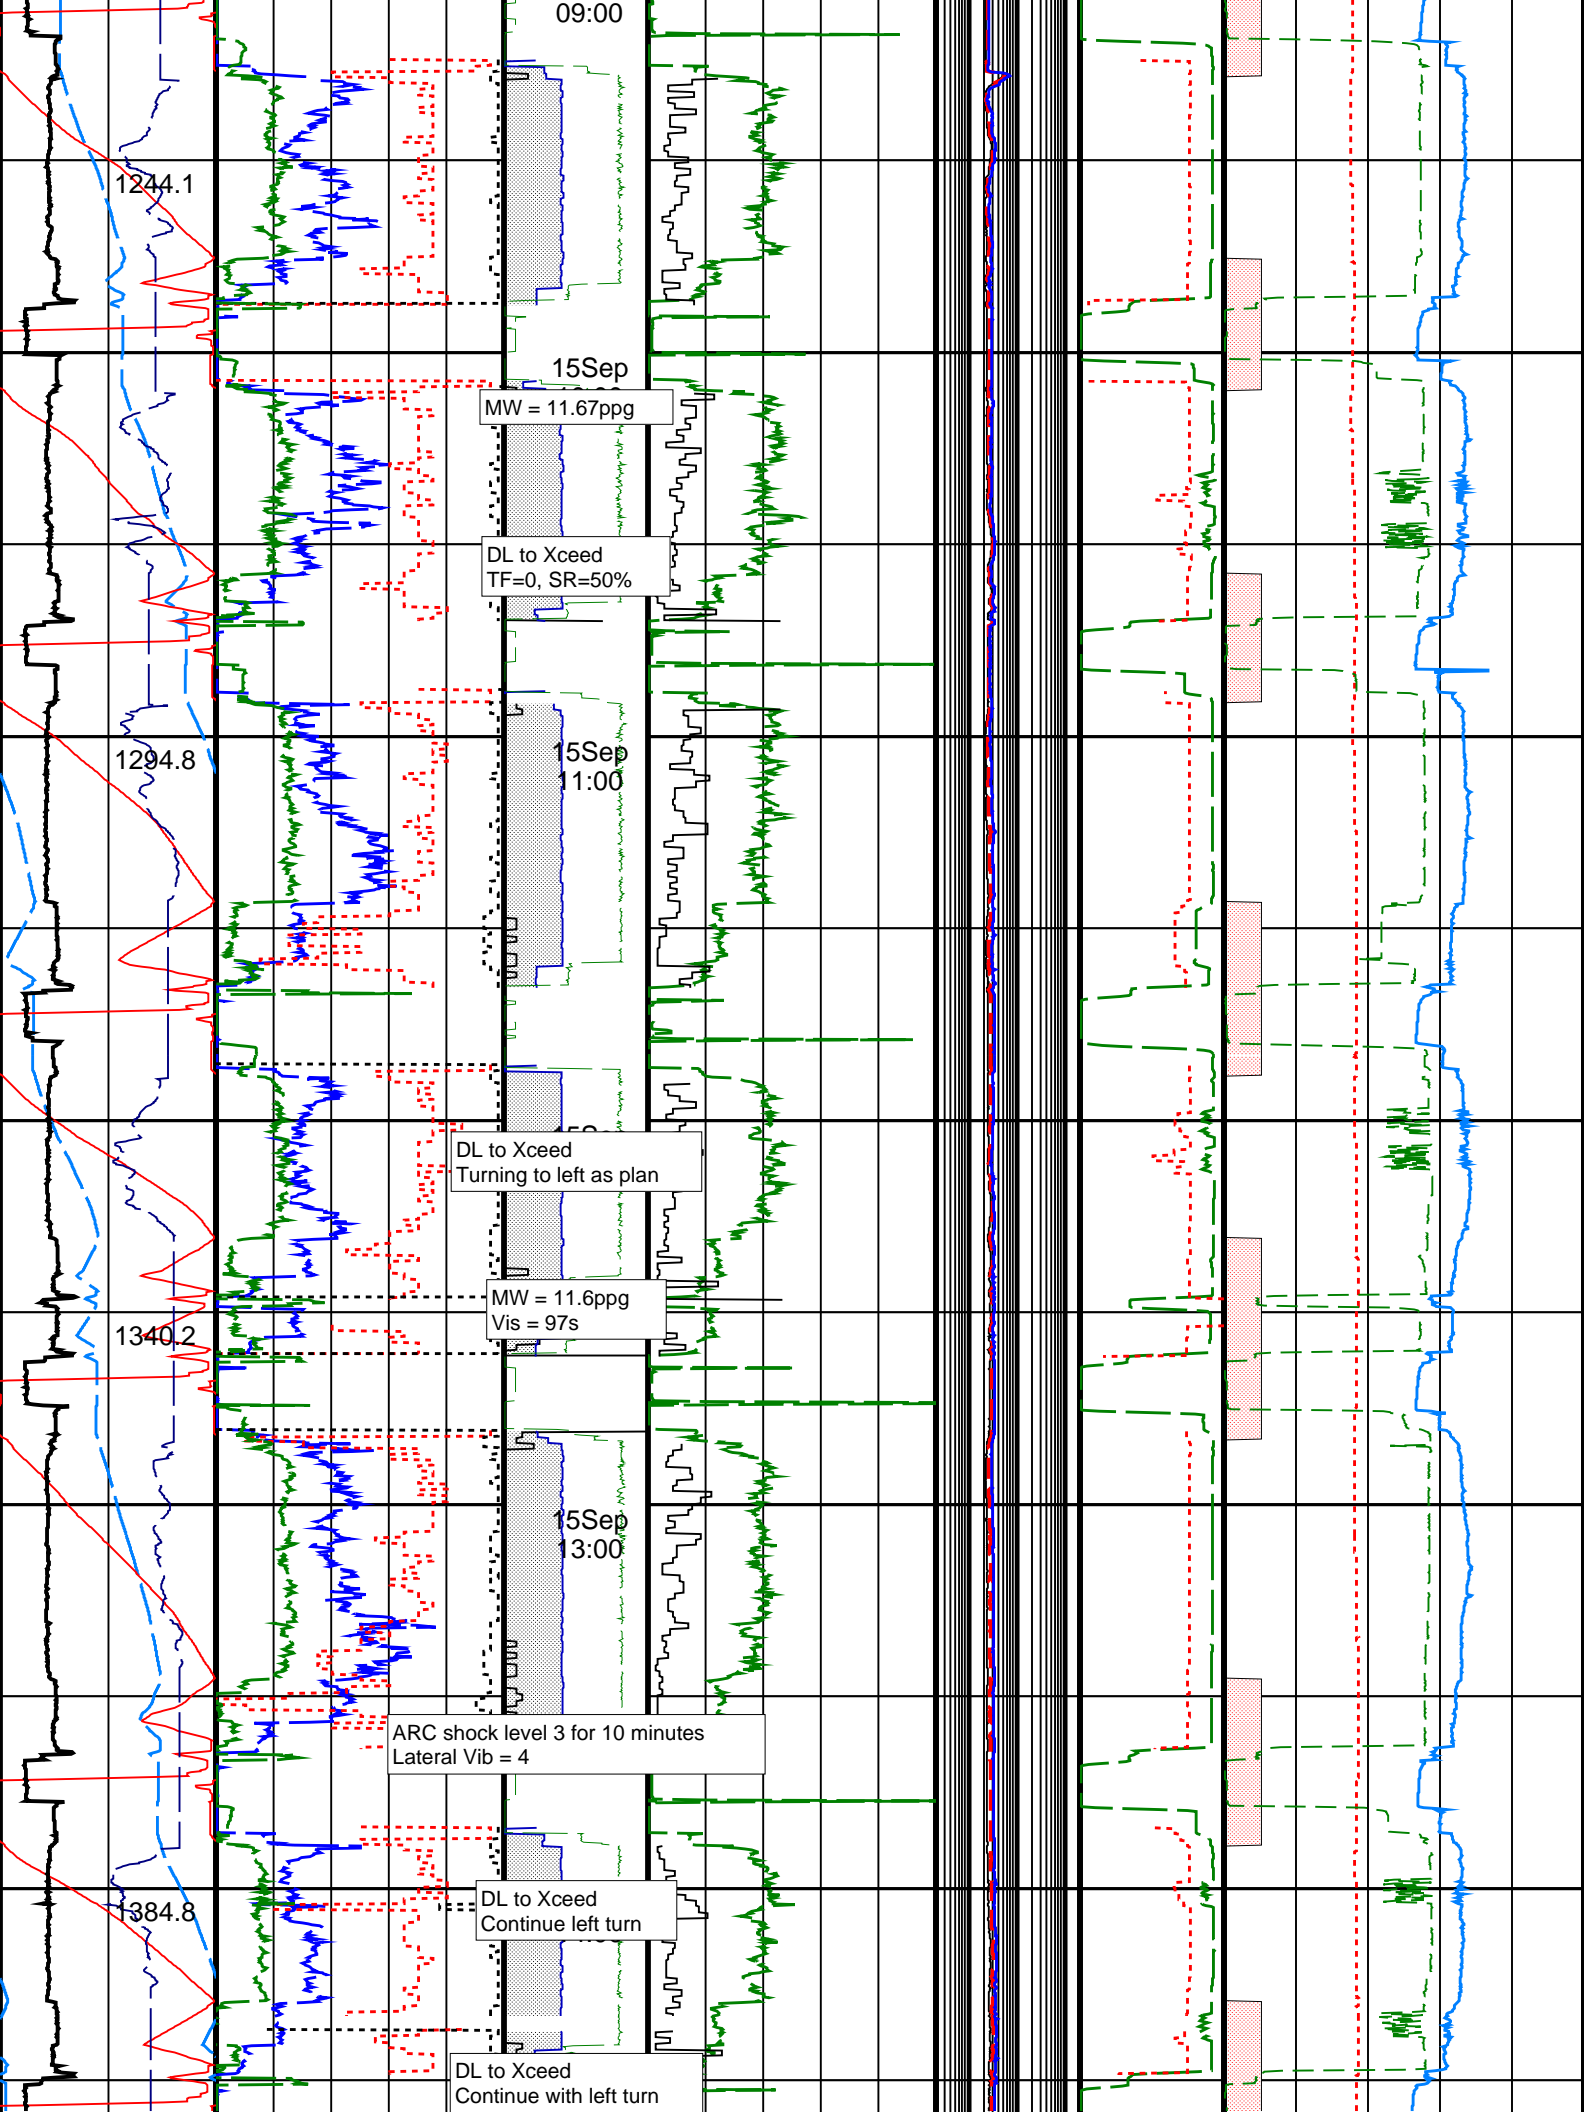 09:00
1244.1
15Sep
MW = 11.67ppg
DL to Xceed
TF=0, SR=50%
15Sep
11:00
1294.8
DL to Xceed
Turning to left as plan
MW = 11.6ppg
Vis = 97s
1340.2
15Sep
13:00
ARC shock level 3 for 10 minutes
Lateral Vib = 4
DL to Xceed
Continue left turn
1384.8
DL to Xceed
Continue with left turn